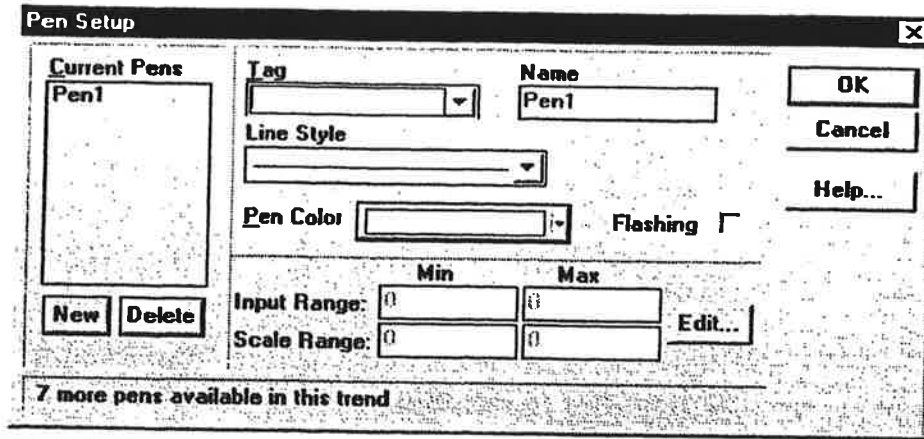 Pen Setup
Current Pens
Pen1
New Delete
Tag
Name
Pen1
Line Style
Pen Color
Flashing
Min Max
Input Range: 0 0
Scale Range: 0 0
Edit...
OK
Cancel
Help...
7 more pens available in this trend